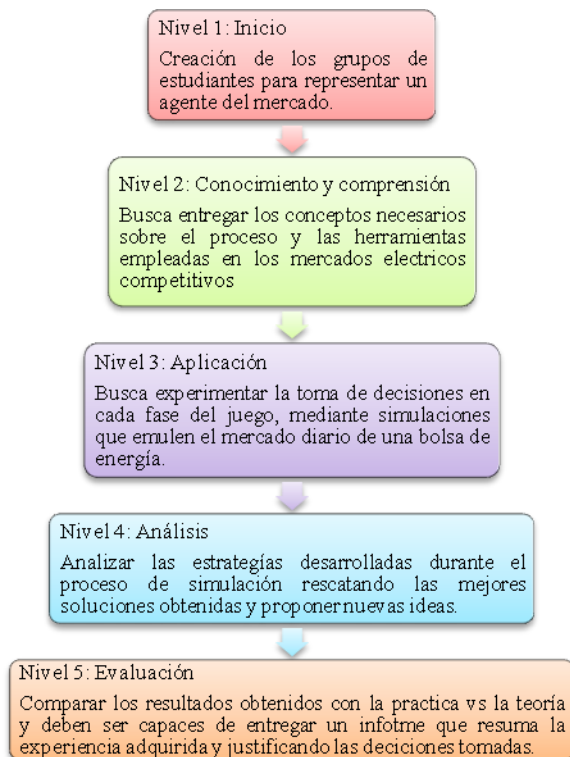 Nivel 1: Inicio
Creación de los grupos de
estudiantes para representar un
agente del mercado.
Nivel 2: Conocimiento y comprensión
Busca entregar los conceptos necesarios
sobre el proceso y las herramientas
empleadas en los mercados electricos
competitivos
Nivel 3: Aplicación
Busca experimentar la toma de decisiones en
cada fase del juego, mediante simulaciones
que emulen el mercado diario de una bolsa de
energía.
Nivel 4: Análisis
Analizar las estrategías desarrolladas durante el
proceso de simulación rescatando las mejores
soluciones obtenidas y proponer nuevas ideas.
Nivel 5: Evaluación
Comparar los resultados obtenidos con la practica vs la teoría
y deben ser capaces de entregar un infotme que resuma la
experiencia adquirida y justificando las deciciones tomadas.